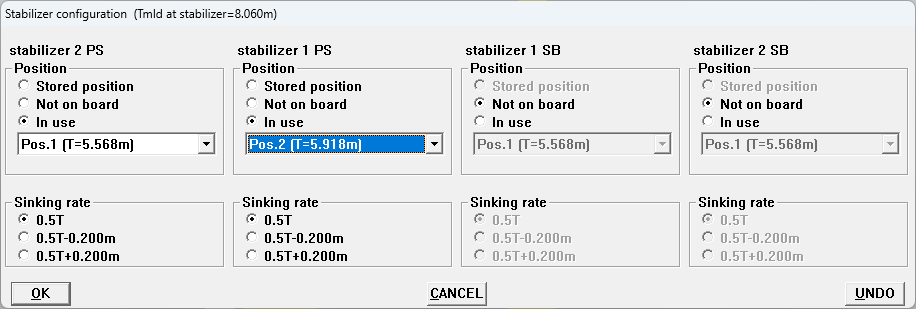 Stabilizer configuration (Tmld at stabilizer=8.060m)
stabilizer 2 PS
Position
Stored position
Not on board
In use
Pos.1 (T=5.568m)
Sinking rate
0.5T
0.5T-0.200m
0.5T+0.200m
stabilizer 1 PS
Position
Stored position
Not on board
In use
Pos.2 (T=5.918m)
Sinking rate
0.5T
0.5T-0.200m
0.5T+0.200m
stabilizer 1 SB
Position
Stored position
Not on board
In use
Pos.1 (T=5.568m)
Sinking rate
0.5T
0.5T-0.200m
0.5T+0.200m
stabilizer 2 SB
Position
Stored position
Not on board
In use
Pos.1 (T=5.568m)
Sinking rate
0.5T
0.5T-0.200m
0.5T+0.200m
OK
CANCEL
UNDO